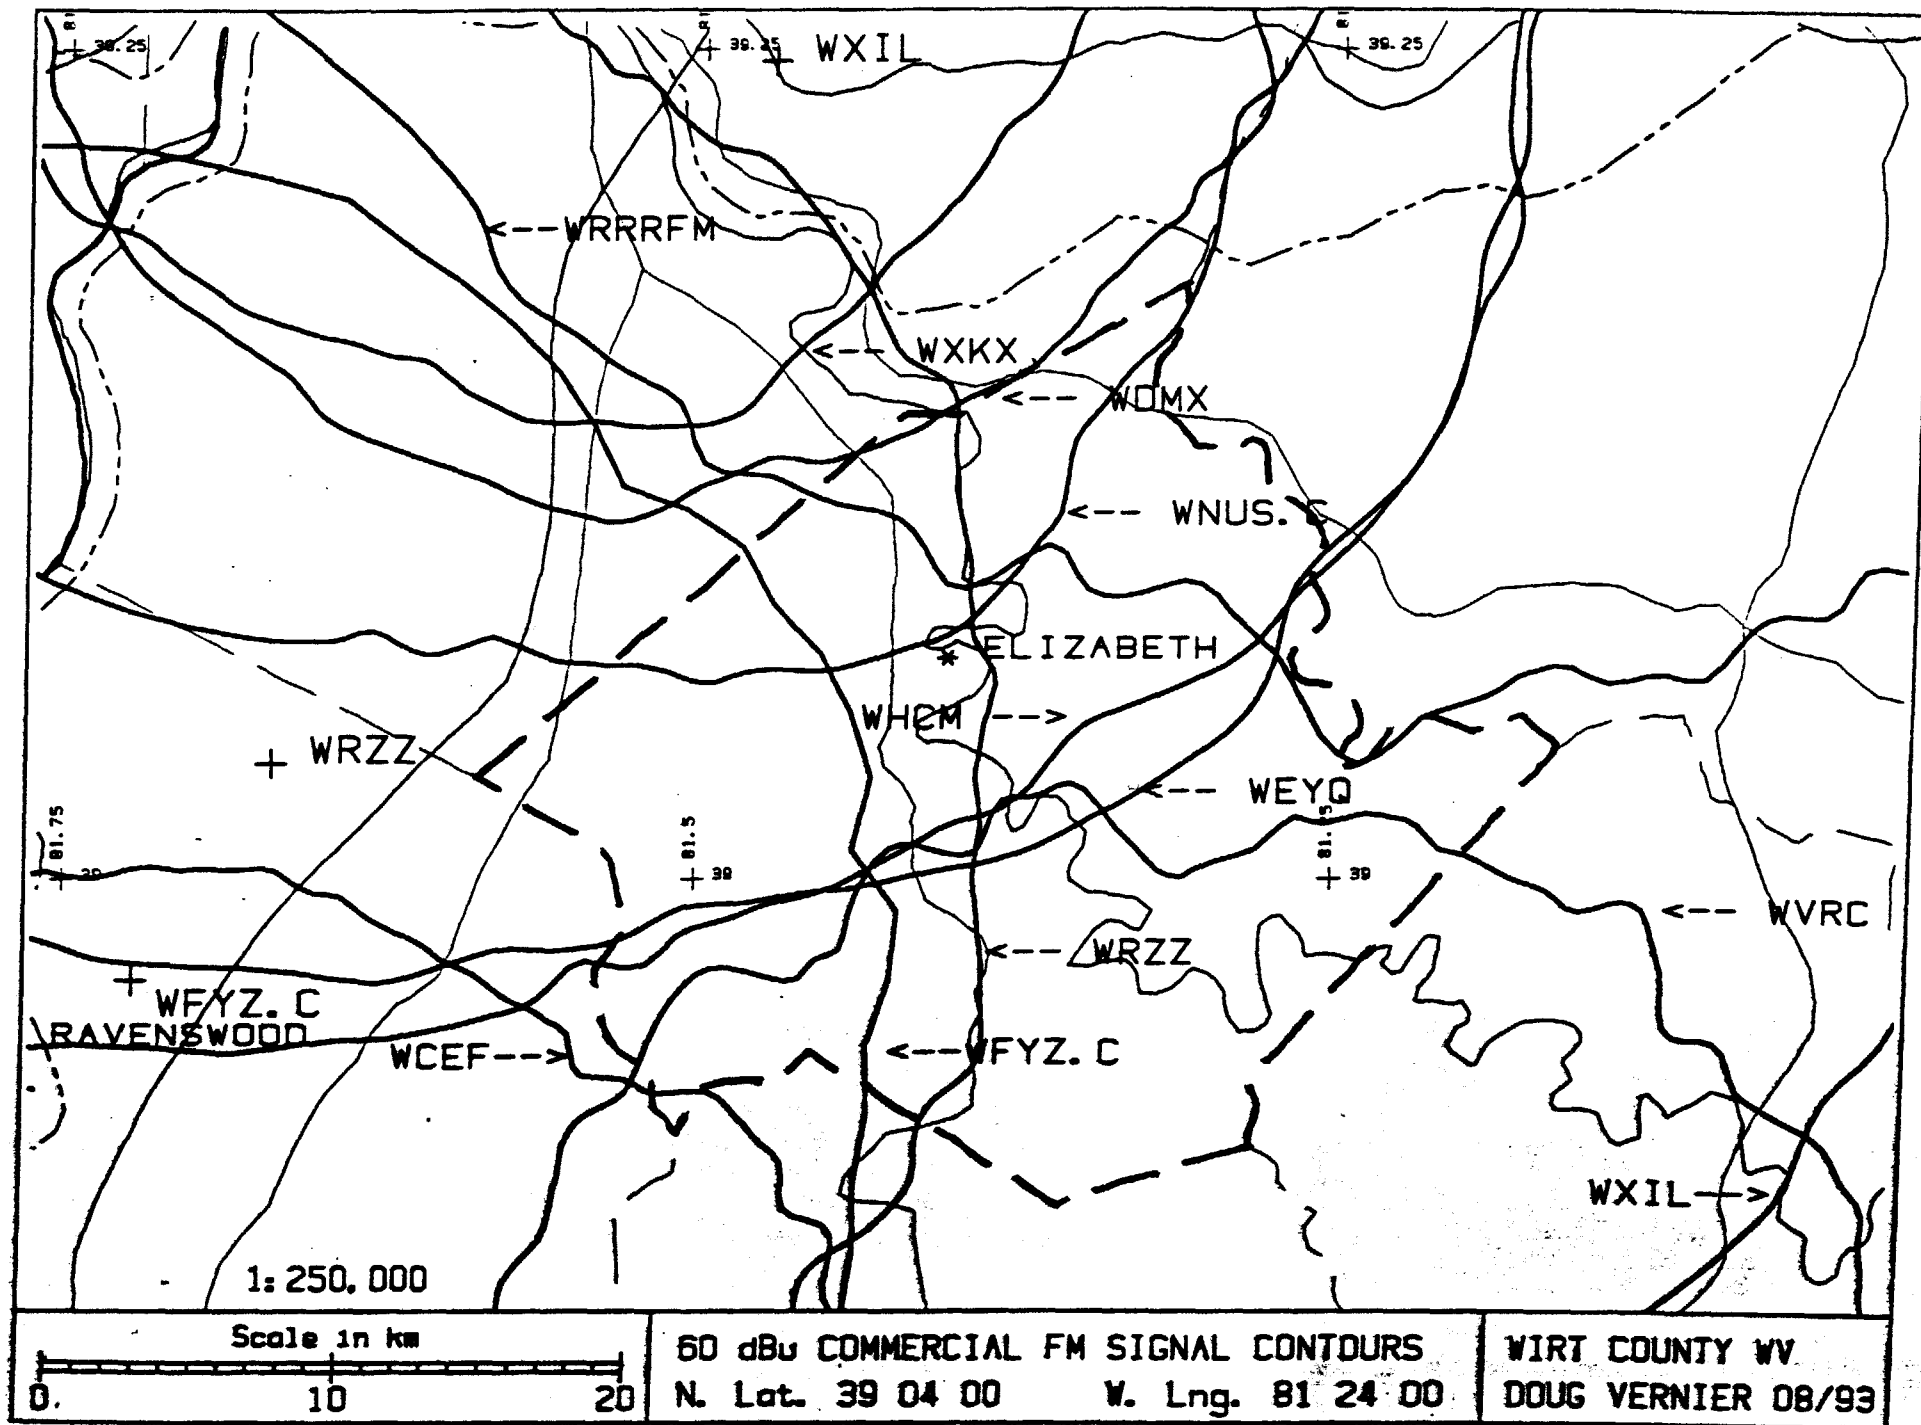 39.25
39.25
WXIL
39.25
<--WRRRFM
<-- WXKX
<-- WDMX
<-- WNUS. C
* ELIZABETH
WHCM -->
WRZZ
<-- WEYQ
81.75
81.5
81.25
39
39
39
<-- WVRC
<-- WRZZ
WFYZ. C
RAVENSWOOD
WCEF-->
<--WFYZ. C
WXIL-->
1: 250, 000
Scale in km
0. 10 20
60 dBu COMMERCIAL FM SIGNAL CONTOURS
N. Lat. 39 04 00 W. Lng. 81 24 00
WIRT COUNTY WV
DOUG VERNIER 08/93